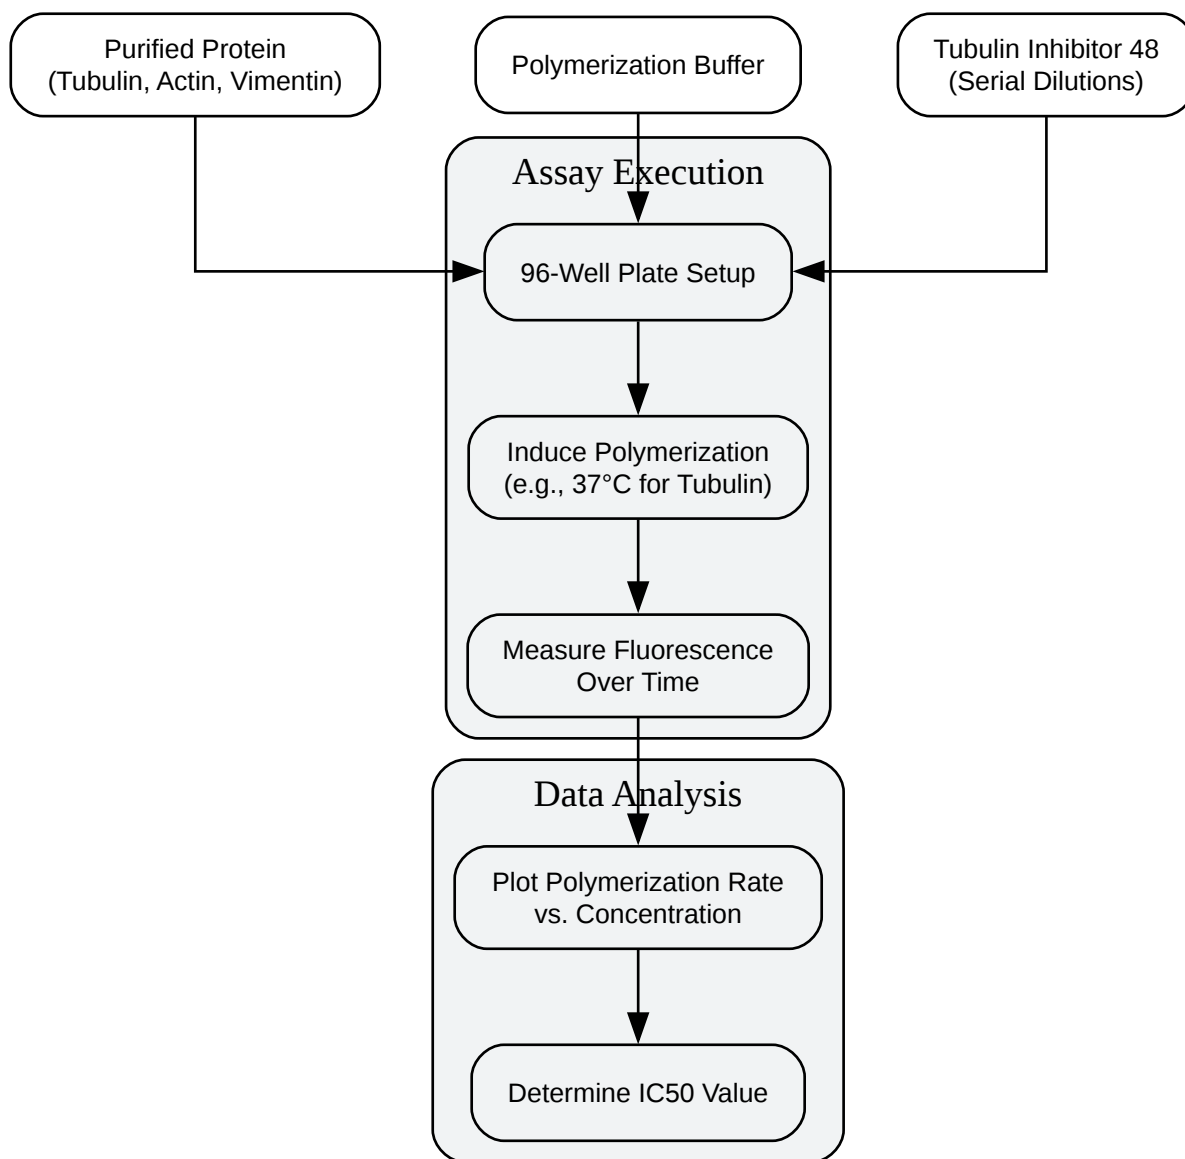 Purified Protein
(Tubulin, Actin, Vimentin)
Polymerization Buffer
Tubulin Inhibitor 48
(Serial Dilutions)
Assay Execution
96-Well Plate Setup
Induce Polymerization
(e.g., 37°C for Tubulin)
Measure Fluorescence
Over Time
Data Analysis
Plot Polymerization Rate
vs. Concentration
Determine IC50 Value